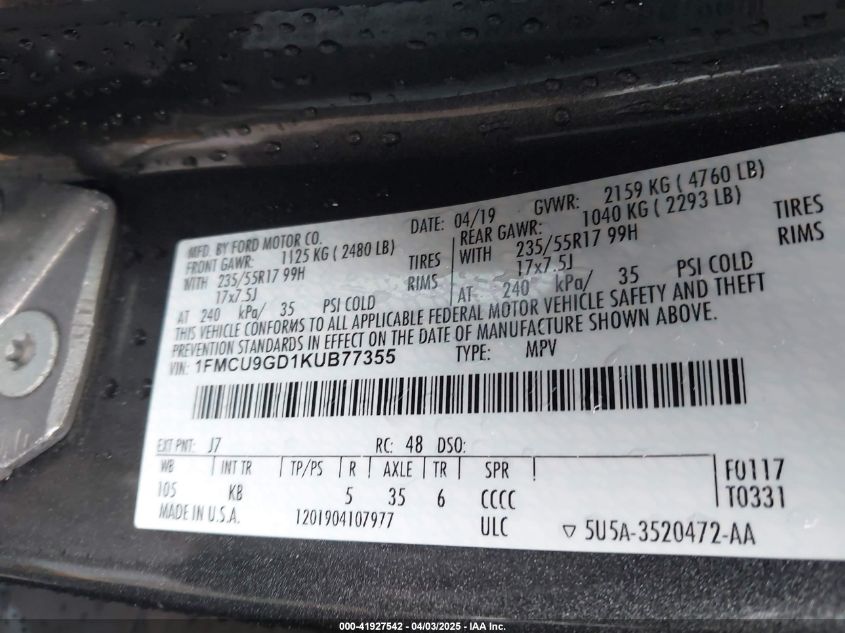 MFD. BY FORD MOTOR CO.
DATE: 04/19 GVWR: 2159 KG ( 4760 LB)
FRONT GAWR: 1125 KG ( 2480 LB)
WITH 235/55R17 99H TIRES
17x7.5J RIMS
AT 240 kPa/ 35 PSI COLD
REAR GAWR: 1040 KG ( 2293 LB)
WITH 235/55R17 99H TIRES
17x7.5J RIMS
AT 240 kPa/ 35 PSI COLD
THIS VEHICLE CONFORMS TO ALL APPLICABLE FEDERAL MOTOR VEHICLE SAFETY AND THEFT
PREVENTION STANDARDS IN EFFECT ON THE DATE OF MANUFACTURE SHOWN ABOVE.
VIN: 1FMCU9GD1KUB77355 TYPE: MPV
EXT PNT: J7 RC: 48 DSO:
WB INT TR TP/PS R AXLE TR SPR F0117
105 KB 5 35 6 CCCC T0331
MADE IN U.S.A. 1201904107977 ULC ▽ 5U5A-3520472-AA
000-41927542 - 04/03/2025 - IAA Inc.